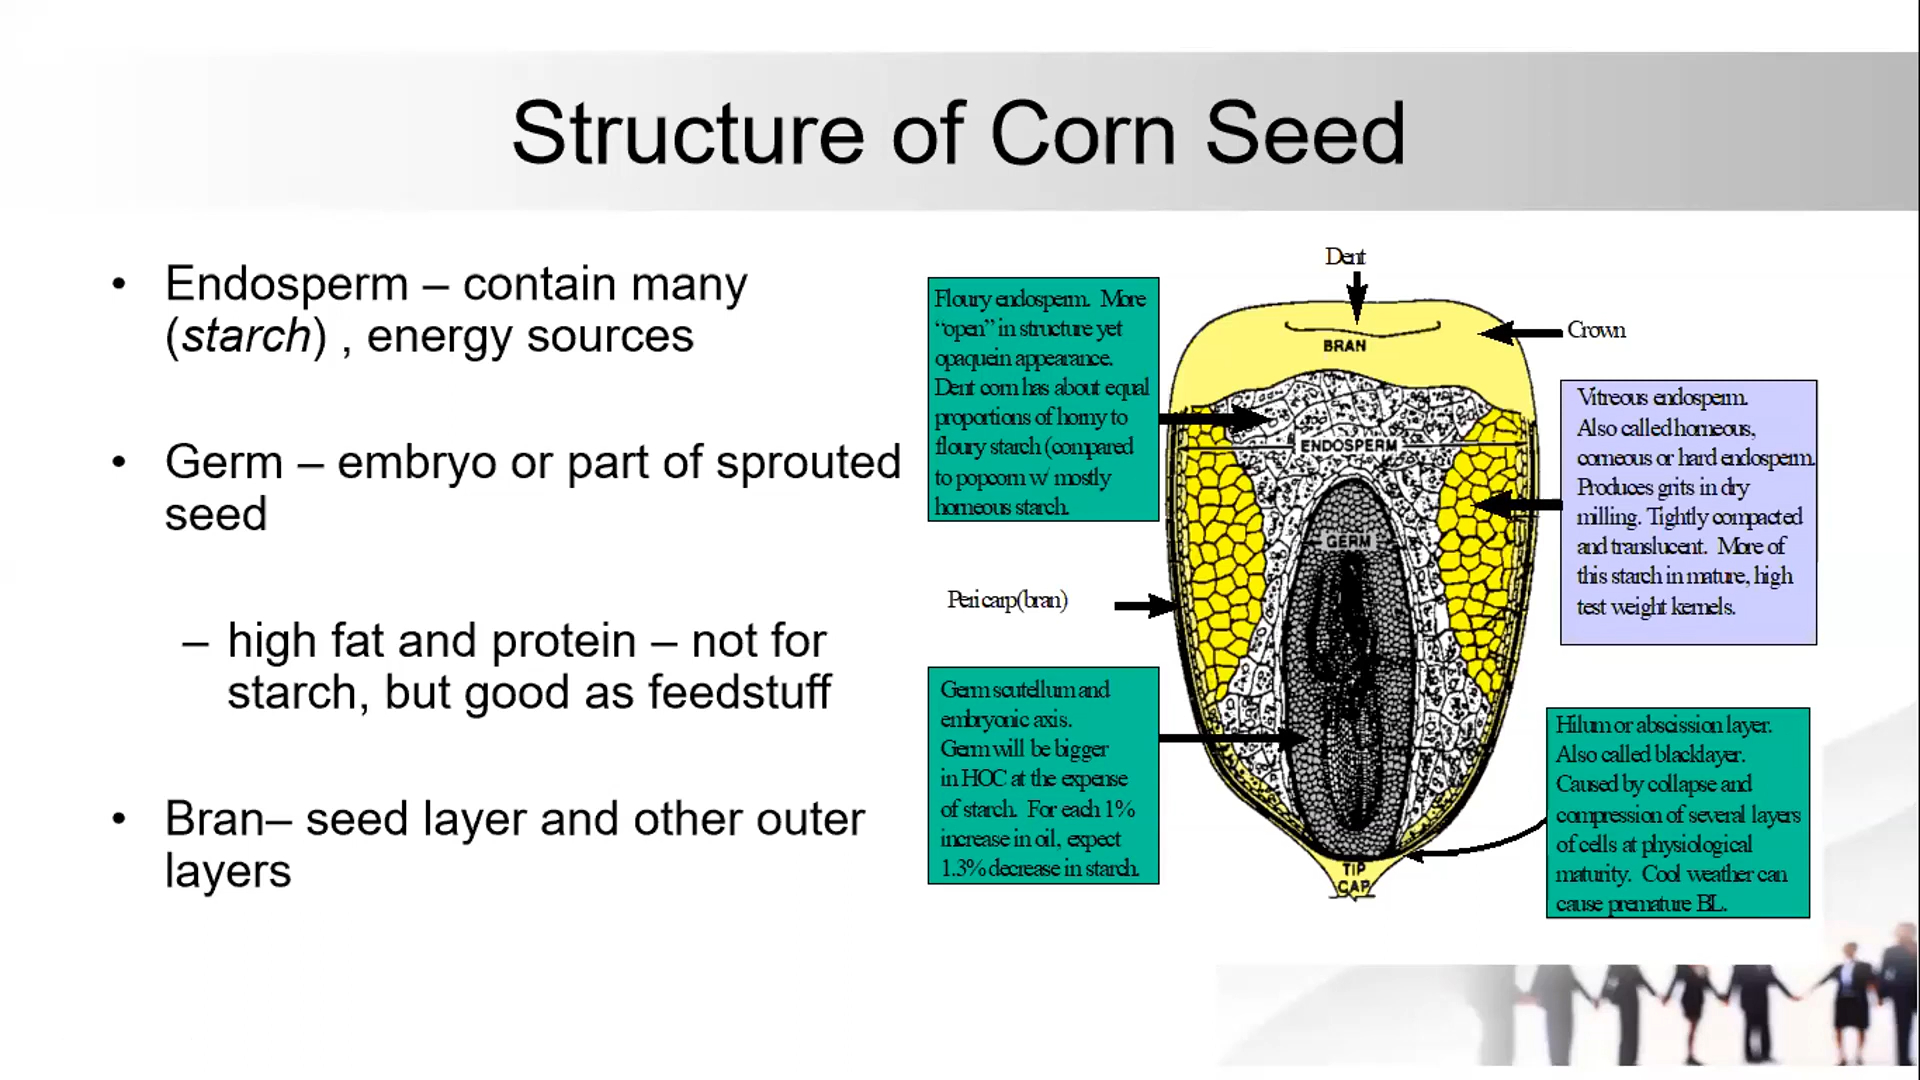 Structure of Corn Seed
• Endosperm – contain many
(starch) , energy sources
• Germ – embryo or part of sprouted
seed
– high fat and protein – not for
starch, but good as feedstuff
• Bran– seed layer and other outer
layers
Dent
Crown
BRAN
ENDOSPERM
GERM
TIP
CAP
Floury endosperm. More
“open” in structure yet
opaquein appearance.
Dent corn has about equal
proportions of horny to
floury starch (compared
to popcorn w/ mostly
horneous starch.
Vitreous endosperm.
Also called horneous,
corneous or hard endosperm.
Produces grits in dry
milling. Tightly compacted
and translucent. More of
this starch in mature, high
test weight kernels.
Pericarp(bran)
Germ scutellum and
embryonic axis.
Germ will be bigger
in HOC at the expense
of starch. For each 1%
increase in oil, expect
1.3% decrease in starch.
Hilum or abscission layer.
Also called blacklayer.
Caused by collapse and
compression of several layers
of cells at physiological
maturity. Cool weather can
cause premature BL.